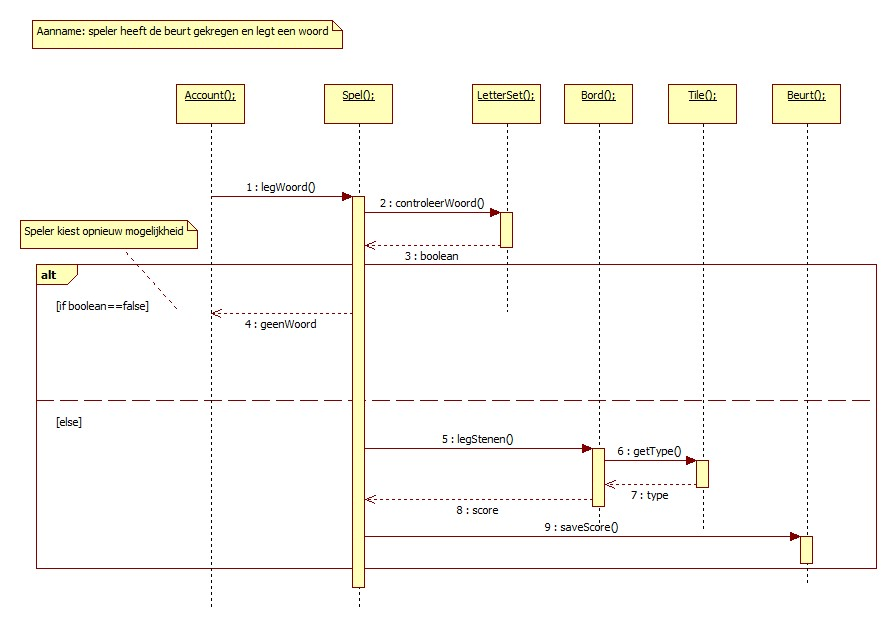 Aanname: speler heeft de beurt gekregen en legt een woord
Account();
Spel();
LetterSet();
Bord();
Tile();
Beurt();
1 : legWoord()
2 : controleerWoord()
Speler kiest opnieuw mogelijkheid
3 : boolean
alt
[if boolean==false]
4 : geenWoord
[else]
5 : legStenen()
6 : getType()
7 : type
8 : score
9 : saveScore()